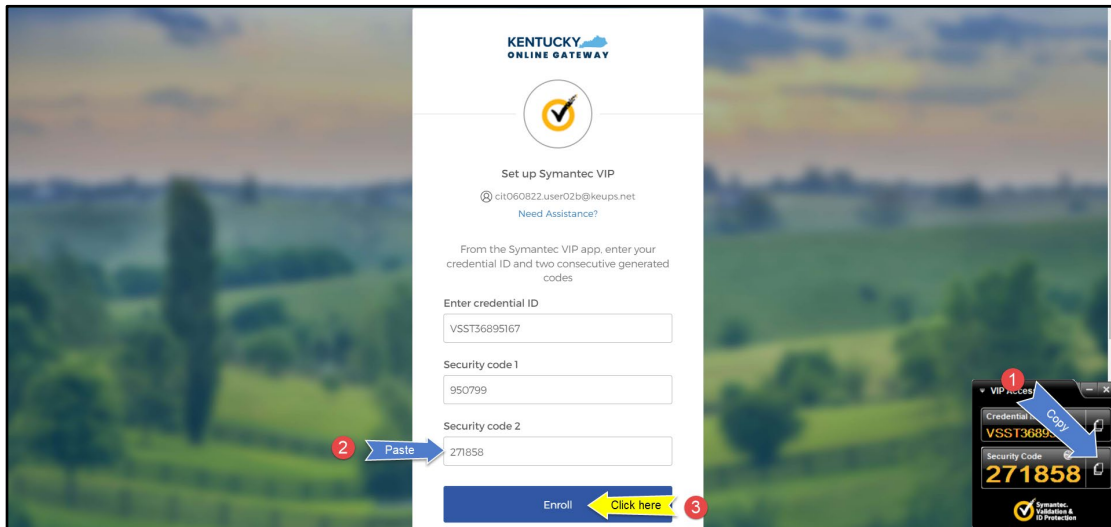 KENTUCKY
ONLINE GATEWAY
Set up Symantec VIP
cit060822.user02b@keups.net
Need Assistance?
From the Symantec VIP app, enter your
credential ID and two consecutive generated
codes
Enter credential ID
VSST36895167
Security code 1
950799
Security code 2
2 Paste
271858
Enroll
Click here 3
1
VIP Access
Copy
Credential
VSST3689
Security Code
271858
Symantec.
Validation &
ID Protection